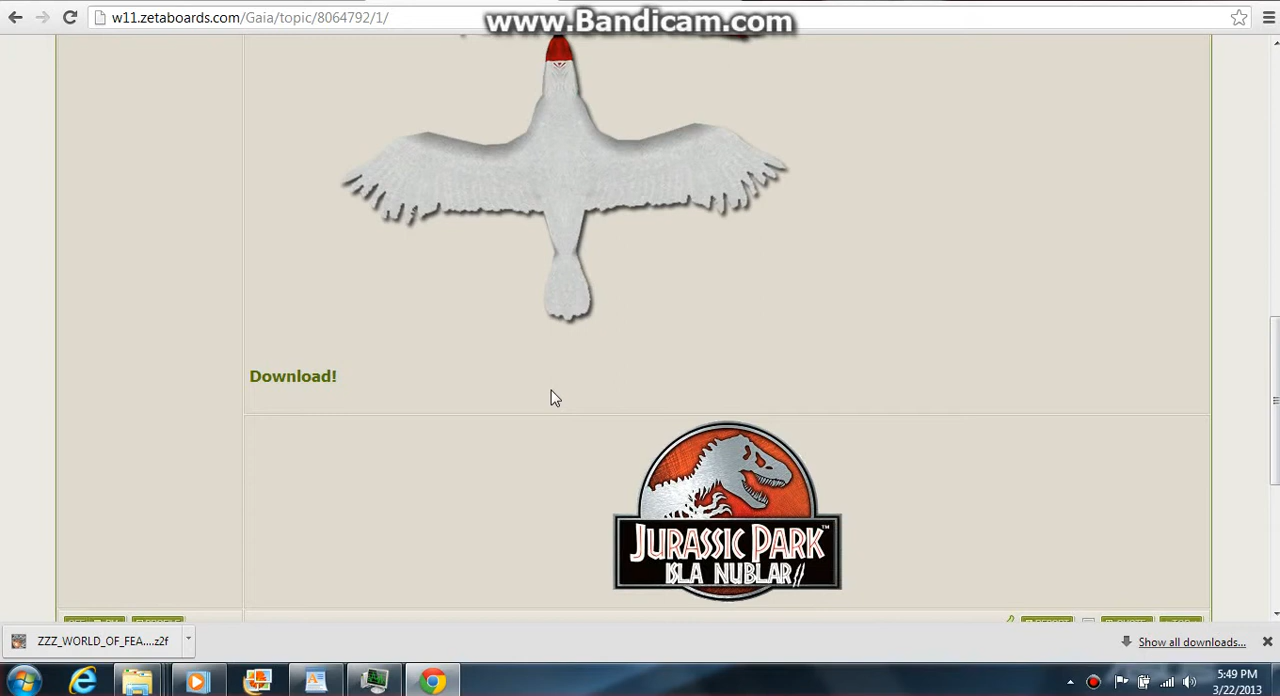 w11.zetaboards.com/Gaia/topic/8064792/1/
www.Bandicam.com
Download!
JURASSIC PARK™
ISLA NUBLAR //
ZZZ_WORLD_OF_FEA....z2f
Show all downloads...
5:49 PM
3/22/2013